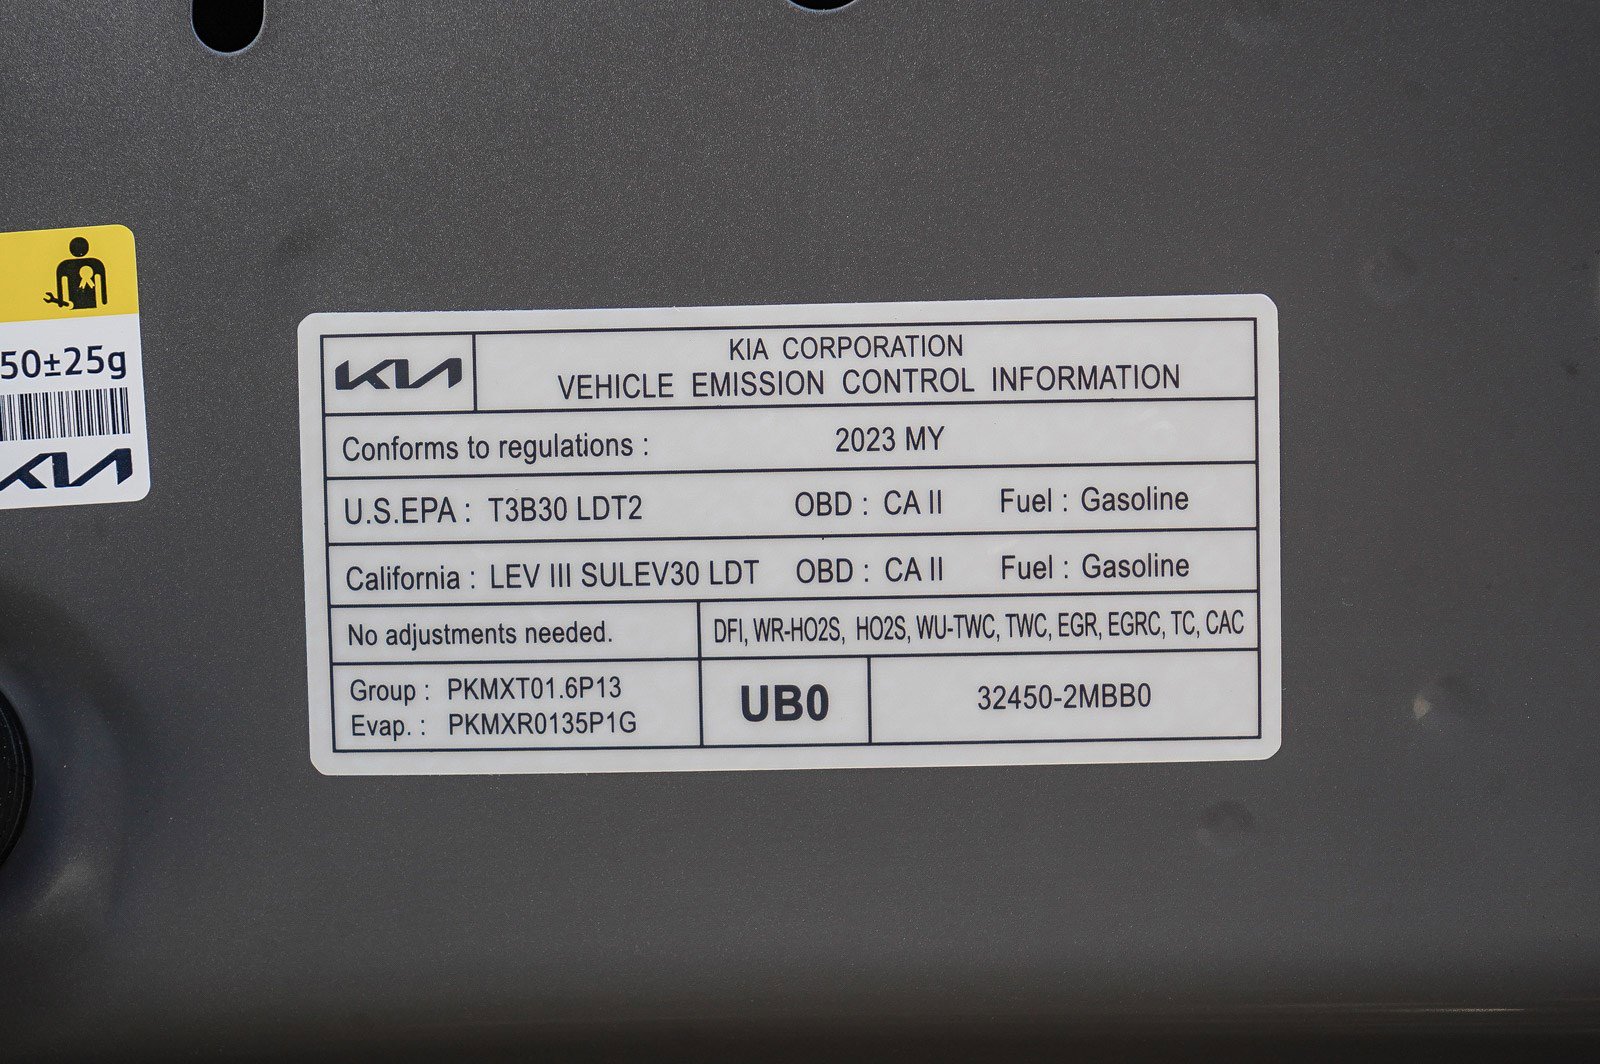 50±25g
KIA
KIA
KIA CORPORATION
VEHICLE EMISSION CONTROL INFORMATION
Conforms to regulations : 2023 MY
U.S.EPA : T3B30 LDT2 OBD : CA II Fuel : Gasoline
California : LEV III SULEV30 LDT OBD : CA II Fuel : Gasoline
No adjustments needed. DFI, WR-HO2S, HO2S, WU-TWC, TWC, EGR, EGRC, TC, CAC
Group : PKMXT01.6P13
Evap. : PKMXR0135P1G
UB0 32450-2MBB0